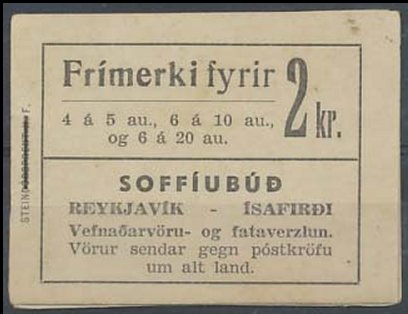 Frímerki fyrir 2 kr.
4 á 5 au., 6 á 10 au.,
og 6 á 20 au.
SOFFÍUBÚÐ
REYKJAVÍK - ÍSAFIRÐI
Vefnaðarvöru- og fataverzlun.
Vörur sendar gegn póstkröfu
um alt land.